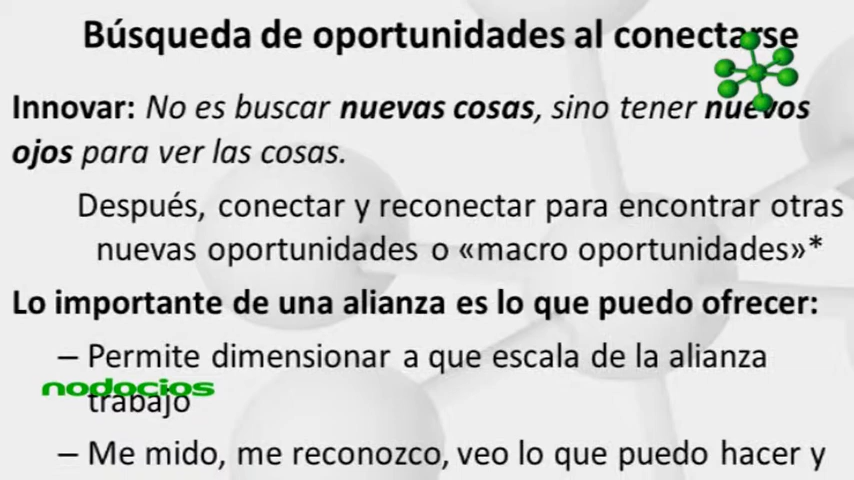 Búsqueda de oportunidades al conectarse
Innovar: No es buscar nuevas cosas, sino tener nuevos
ojos para ver las cosas.
Después, conectar y reconectar para encontrar otras
nuevas oportunidades o «macro oportunidades»*
Lo importante de una alianza es lo que puedo ofrecer:
– Permite dimensionar a que escala de la alianza
nodocios
trabajo
– Me mido, me reconozco, veo lo que puedo hacer y